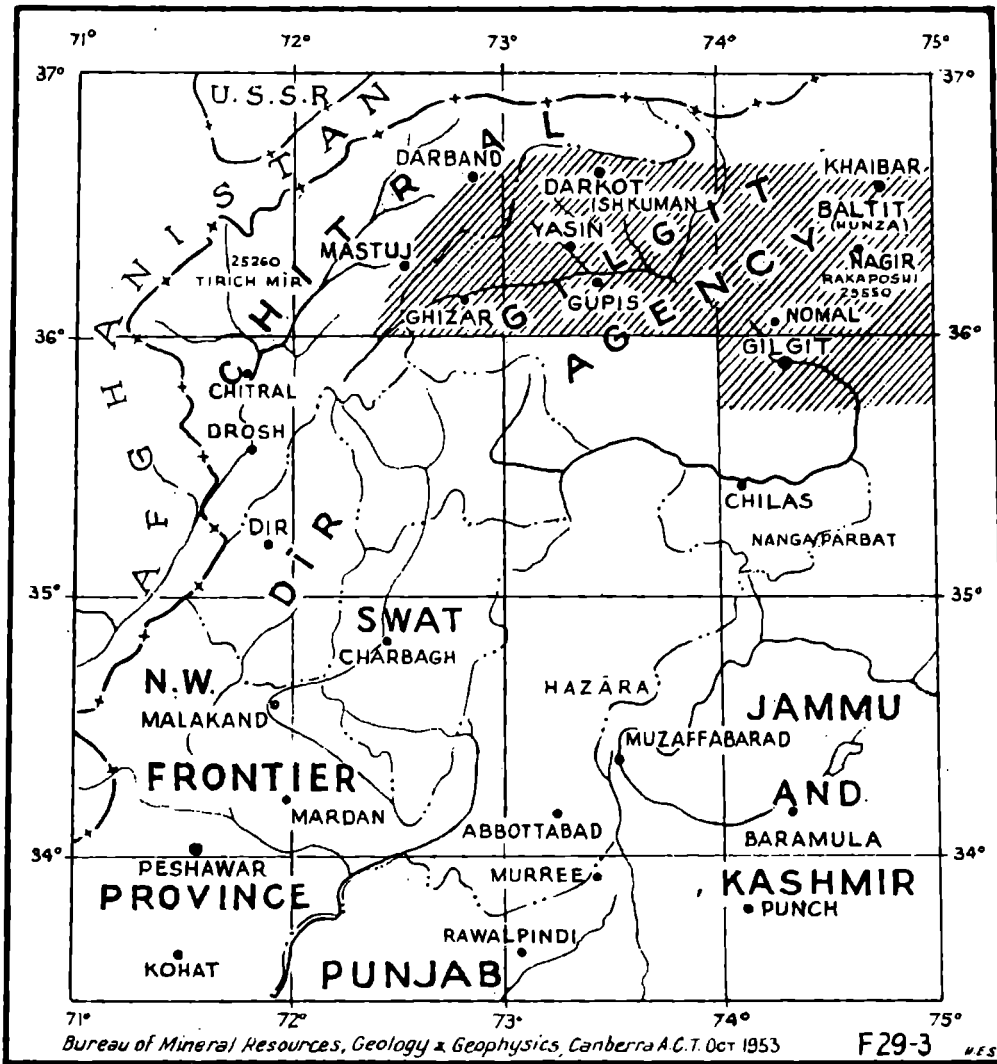 71° 72° 73° 74° 75°
37° 37°
U.S.S.R
AFGHANISTAN
CHITRAL
DARBAND
KHAIBAR
DARKOT
ISHKUMAN
BALTIT
(HUNZA)
YASIN
MASTUJ
GILGIT
AGENCY
NAGIR
25260
TIRICH MIR
RAKAPOSHI
25550
GHIZAR
GUPIS
NOMAL
36° 36°
GILGIT
CHITRAL
DROSH
CHILAS
DIR
NANGA PARBAT
DIR
35° 35°
SWAT
CHARBAGH
N.W.
HAZARA
MALAKAND
JAMMU
MUZAFFABARAD
FRONTIER
AND
MARDAN
ABBOTTABAD
BARAMULA
34° 34°
PESHAWAR
MURREE
KASHMIR
PROVINCE
PUNCH
RAWALPINDI
KOHAT
PUNJAB
71° 72° 73° 74° 75°
Bureau of Mineral Resources, Geology & Geophysics, Canberra A.C.T. Oct 1953 F29-3